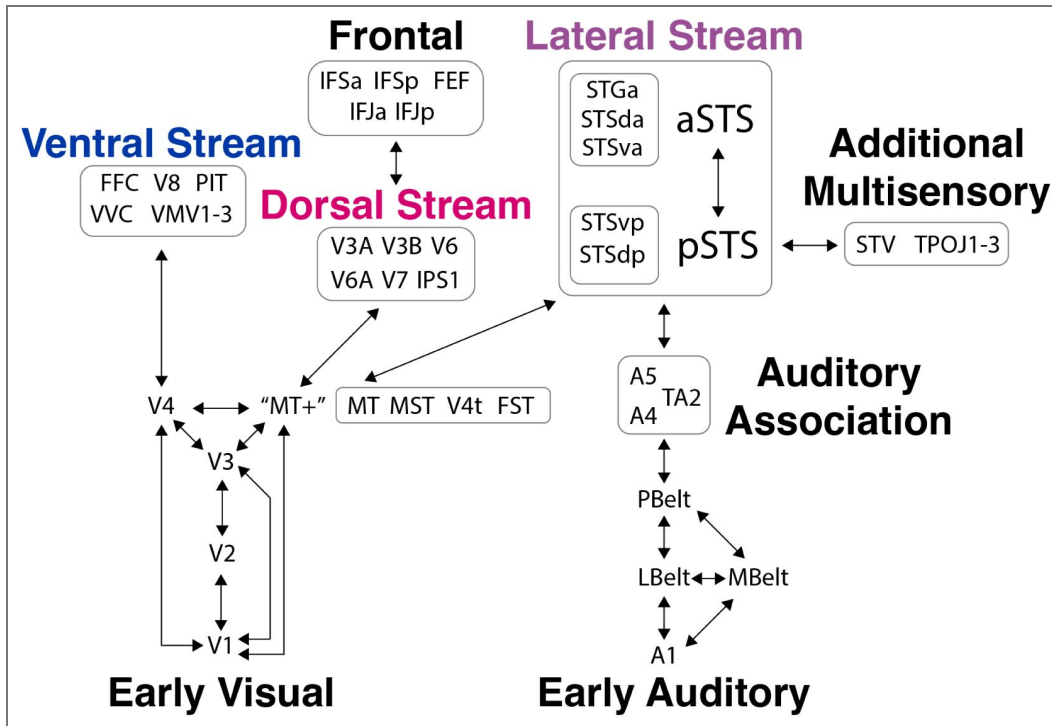 Frontal
IFSa IFSp FEF
IFJa IFJp
Lateral Stream
STGa
STSda
STSva
aSTS
STSvp
STSdp
pSTS
Ventral Stream
FFC V8 PIT
VVC VMV1-3
Dorsal Stream
V3A V3B V6
V6A V7 IPS1
Additional
Multisensory
STV TPOJ1-3
V4
“MT+”
MT MST V4t FST
V3
V2
V1
Early Visual
A5
TA2
A4
Auditory
Association
PBelt
LBelt
MBelt
A1
Early Auditory